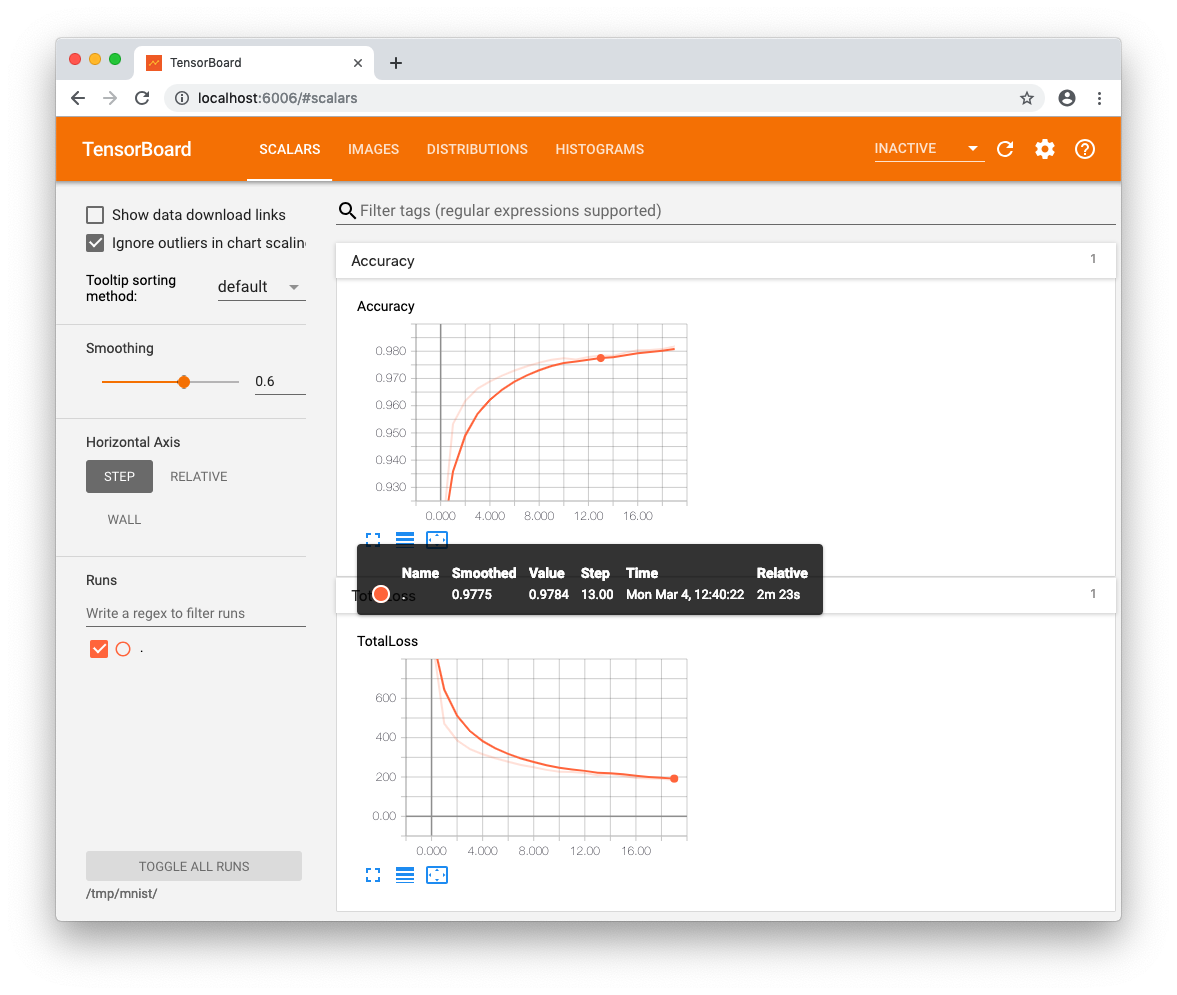 TensorBoard
localhost:6006/#scalars
TensorBoard SCALARS IMAGES DISTRIBUTIONS HISTOGRAMS INACTIVE
Show data download links
Ignore outliers in chart scalin
Tooltip sorting
method:
default
Smoothing
0.6
Horizontal Axis
STEP RELATIVE
WALL
Runs
Write a regex to filter runs
.
TOGGLE ALL RUNS
/tmp/mnist/
Filter tags (regular expressions supported)
Accuracy 1
Accuracy
0.980
0.970
0.960
0.950
0.940
0.930
0.000 4.000 8.000 12.00 16.00
Name Smoothed Value Step Time Relative
. 0.9775 0.9784 13.00 Mon Mar 4, 12:40:22 2m 23s
TotalLoss 1
TotalLoss
600
400
200
0.00
0.000 4.000 8.000 12.00 16.00